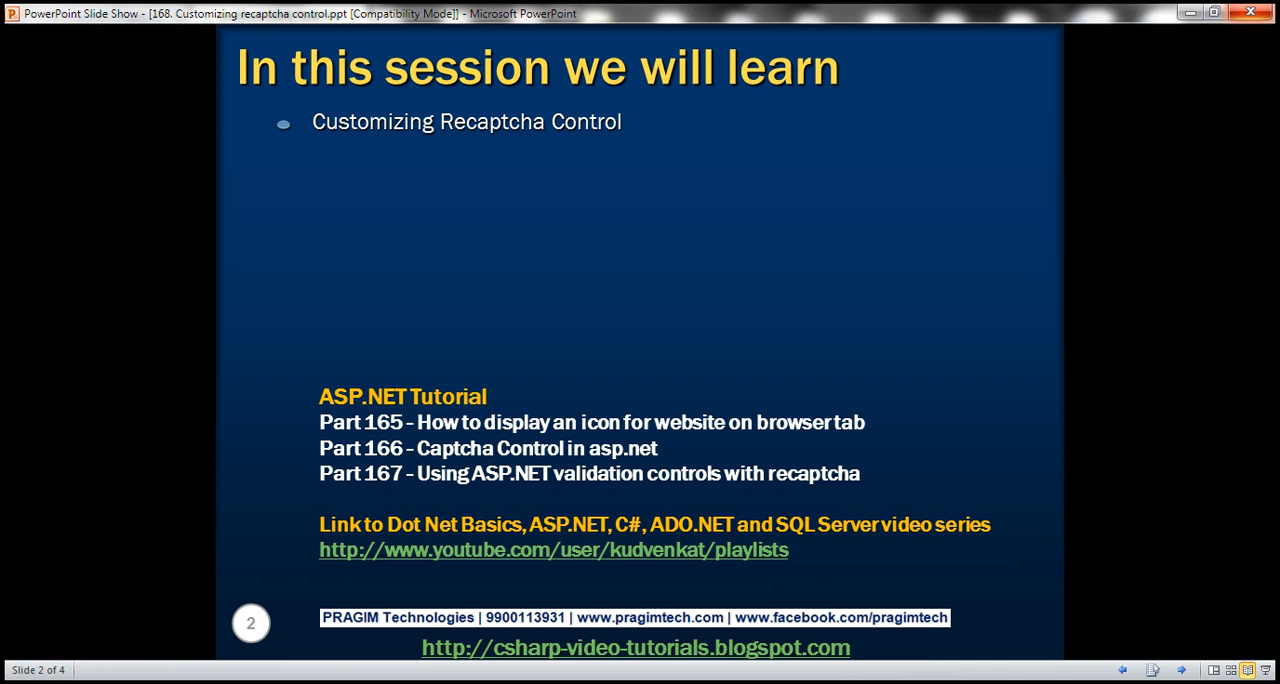 PowerPoint Slide Show - [168. Customizing recaptcha control.ppt [Compatibility Mode]] - Microsoft PowerPoint
In this session we will learn
Customizing Recaptcha Control
ASP.NET Tutorial
Part 165 - How to display an icon for website on browser tab
Part 166 - Captcha Control in asp.net
Part 167 - Using ASP.NET validation controls with recaptcha
Link to Dot Net Basics, ASP.NET, C#, ADO.NET and SQL Server video series
http://www.youtube.com/user/kudvenkat/playlists
2
PRAGIM Technologies | 9900113931 | www.pragimtech.com | www.facebook.com/pragimtech
http://csharp-video-tutorials.blogspot.com
Slide 2 of 4